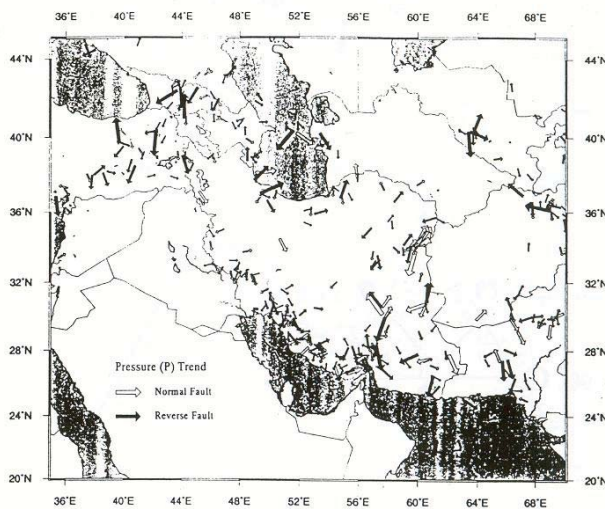 36°E 40°E 44°E 48°E 52°E 56°E 60°E 64°E 68°E
44°N 44°N
40°N 40°N
36°N 36°N
32°N 32°N
28°N 28°N
Pressure (P) Trend
Normal Fault
Reverse Fault
24°N 24°N
20°N 20°N
36°E 40°E 44°E 48°E 52°E 56°E 60°E 64°E 68°E